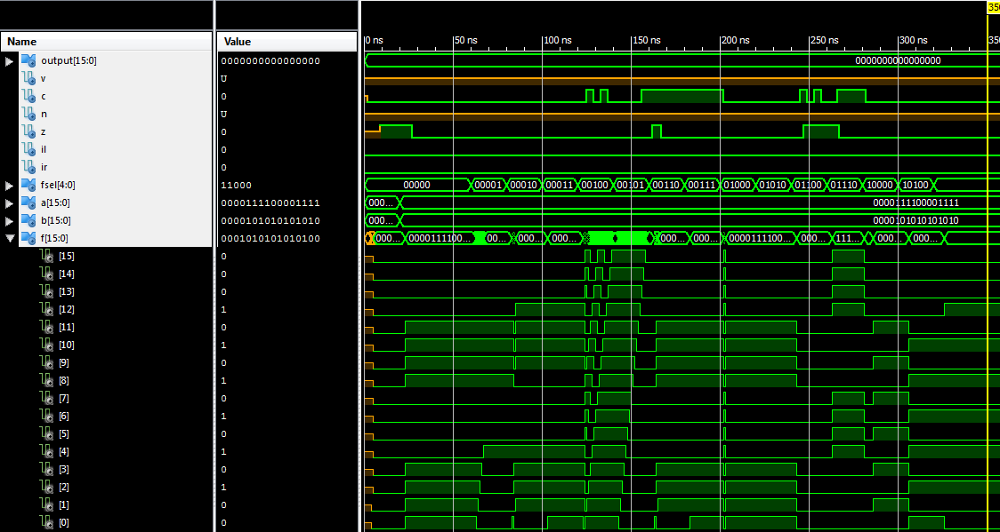 350
Name Value 0 ns 50 ns 100 ns 150 ns 200 ns 250 ns 300 ns 350
output[15:0] 0000000000000000 0000000000000000
v U
c 0
n U
z 0
il 0
ir 0
fsel[4:0] 11000 00000 00001 00010 00011 00100 00101 00110 00111 01000 01010 01100 01110 10000 10100
a[15:0] 0000111100001111 000... 0000111100001111
b[15:0] 0000101010101010 000... 0000101010101010
f[15:0] 0001010101010100 000... 0000111100... 00... 000... 000... 000... 000... 0000111100... 000... 111... 000... 000...
[15] 0
[14] 0
[13] 0
[12] 1
[11] 0
[10] 1
[9] 0
[8] 1
[7] 0
[6] 1
[5] 0
[4] 1
[3] 0
[2] 1
[1] 0
[0] 0